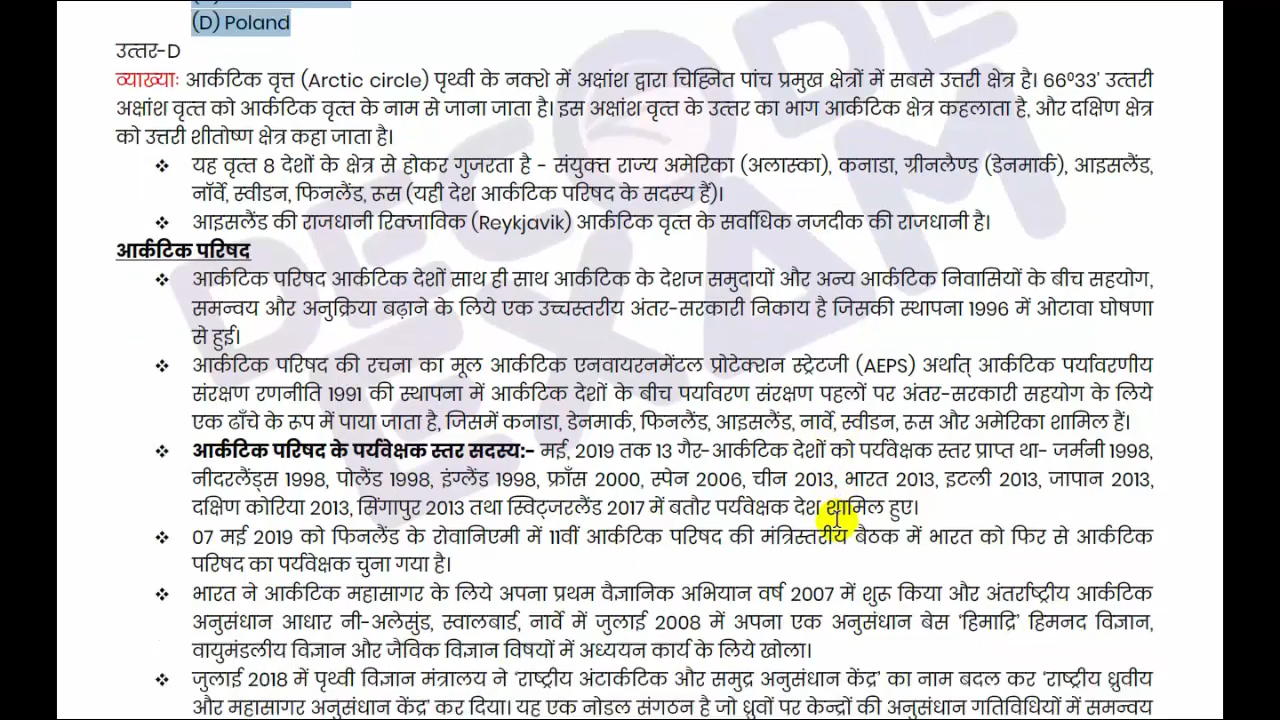 (D) Poland
उत्तर-D
व्याख्याः आर्कटिक वृत्त (Arctic circle) पृथ्वी के नक्शे में अक्षांश द्वारा चिह्नित पांच प्रमुख क्षेत्रों में सबसे उत्तरी क्षेत्र है। 66⁰33' उत्तरी
अक्षांश वृत्त को आर्कटिक वृत्त के नाम से जाना जाता है। इस अक्षांश वृत्त के उत्तर का भाग आर्कटिक क्षेत्र कहलाता है, और दक्षिण क्षेत्र
को उत्तरी शीतोष्ण क्षेत्र कहा जाता है।
❖ यह वृत्त 8 देशों के क्षेत्र से होकर गुजरता है - संयुक्त राज्य अमेरिका (अलास्का), कनाडा, ग्रीनलैण्ड (डेनमार्क), आइसलैंड,
नॉर्वे, स्वीडन, फिनलैंड, रूस (यही देश आर्कटिक परिषद के सदस्य हैं)।
❖ आइसलैंड की राजधानी रिक्जाविक (Reykjavik) आर्कटिक वृत्त के सर्वाधिक नजदीक की राजधानी है।
आर्कटिक परिषद
❖ आर्कटिक परिषद आर्कटिक देशों साथ ही साथ आर्कटिक के देशज समुदायों और अन्य आर्कटिक निवासियों के बीच सहयोग,
समन्वय और अनुक्रिया बढ़ाने के लिये एक उच्चस्तरीय अंतर-सरकारी निकाय है जिसकी स्थापना 1996 में ओटावा घोषणा
से हुई।
❖ आर्कटिक परिषद की रचना का मूल आर्कटिक एनवायरनमेंटल प्रोटेक्शन स्ट्रेटजी (AEPS) अर्थात् आर्कटिक पर्यावरणीय
संरक्षण रणनीति 1991 की स्थापना में आर्कटिक देशों के बीच पर्यावरण संरक्षण पहलों पर अंतर-सरकारी सहयोग के लिये
एक ढाँचे के रूप में पाया जाता है, जिसमें कनाडा, डेनमार्क, फिनलैंड, आइसलैंड, नार्वे, स्वीडन, रूस और अमेरिका शामिल हैं।
❖ आर्कटिक परिषद के पर्यवेक्षक स्तर सदस्य:- मई, 2019 तक 13 गैर-आर्कटिक देशों को पर्यवेक्षक स्तर प्राप्त था- जर्मनी 1998,
नीदरलैंड्स 1998, पोलैंड 1998, इंग्लैंड 1998, फ्राँस 2000, स्पेन 2006, चीन 2013, भारत 2013, इटली 2013, जापान 2013,
दक्षिण कोरिया 2013, सिंगापुर 2013 तथा स्विट्जरलैंड 2017 में बतौर पर्यवेक्षक देश शामिल हुए।
❖ 07 मई 2019 को फिनलैंड के रोवानिएमी में 11वीं आर्कटिक परिषद की मंत्रिस्तरीय बैठक में भारत को फिर से आर्कटिक
परिषद का पर्यवेक्षक चुना गया है।
❖ भारत ने आर्कटिक महासागर के लिये अपना प्रथम वैज्ञानिक अभियान वर्ष 2007 में शुरू किया और अंतर्राष्ट्रीय आर्कटिक
अनुसंधान आधार नी-अलेसुंड, स्वालबार्ड, नार्वे में जुलाई 2008 में अपना एक अनुसंधान बेस ‘हिमाद्रि’ हिमनद विज्ञान,
वायुमंडलीय विज्ञान और जैविक विज्ञान विषयों में अध्ययन कार्य के लिये खोला।
❖ जुलाई 2018 में पृथ्वी विज्ञान मंत्रालय ने ‘राष्ट्रीय अंटार्कटिक और समुद्र अनुसंधान केंद्र’ का नाम बदल कर ‘राष्ट्रीय ध्रुवीय
और महासागर अनुसंधान केंद्र’ कर दिया। यह एक नोडल संगठन है जो ध्रुवों पर केन्द्रों की अनुसंधान गतिविधियों में समन्वय
DECODE
EXAM